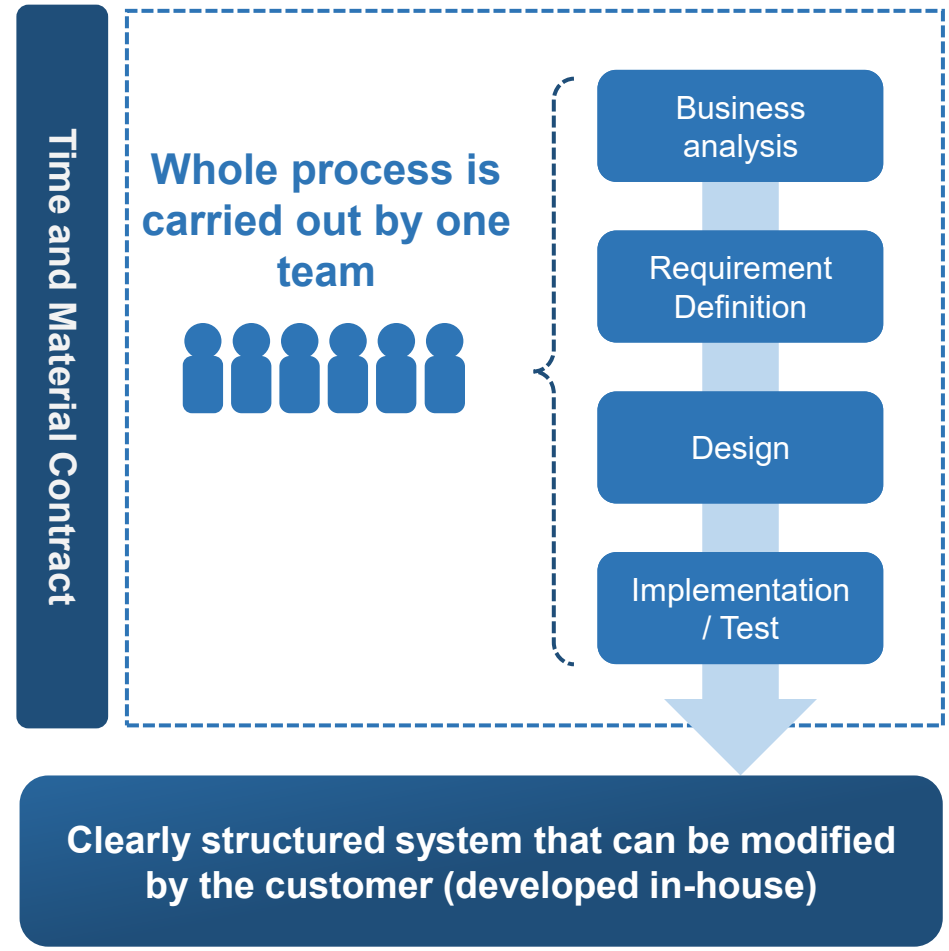 Time and Material Contract
Whole process is
carried out by one
team
Business
analysis
Requirement
Definition
Design
Implementation
/ Test
Clearly structured system that can be modified
by the customer (developed in-house)